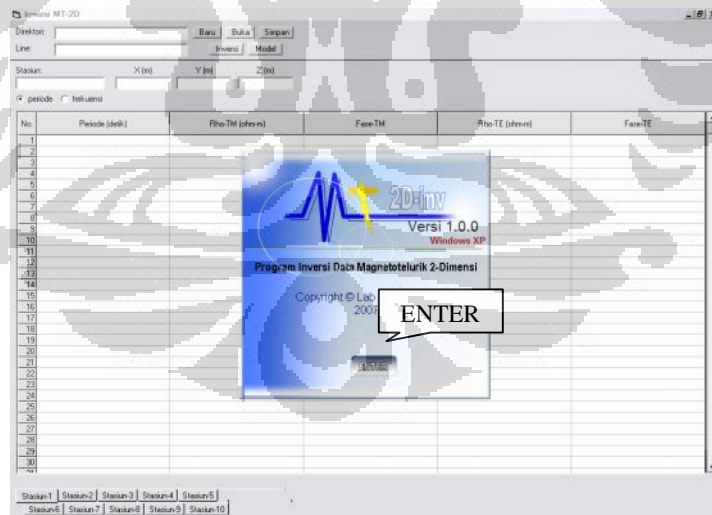 Inversi MT-2D
Direktori: Baru Buka Simpan
Line: Inversi Model
Stasiun: X (m) Y (m) Z (m)
periode frekuensi
No Periode (detik) Rho-TM (ohm-m) Fase-TM Rho-TE (ohm-m) Fase-TE
1
2
3
4
5
6
7
8
9
10
11
12
13
14
15
16
17
18
19
20
21
22
23
24
25
26
27
28
29
30
2D-Inv
Versi 1.0.0
Windows XP
Program Inversi Data Magnetotelurik 2-Dimensi
Copyright © Lab
2007
ENTER
ENTER
Stasiun-1 Stasiun-2 Stasiun-3 Stasiun-4 Stasiun-5
Stasiun-6 Stasiun-7 Stasiun-8 Stasiun-9 Stasiun-10